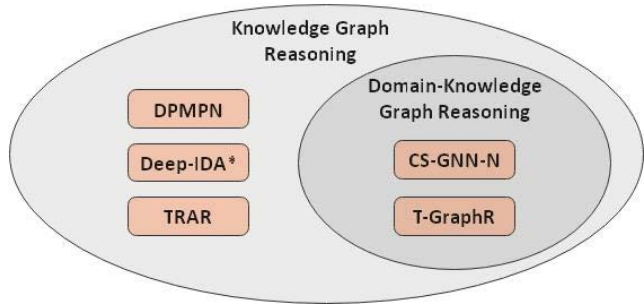 Knowledge Graph
Reasoning
Domain-Knowledge
Graph Reasoning
DPMPN
Deep-IDA*
TRAR
CS-GNN-N
T-GraphR